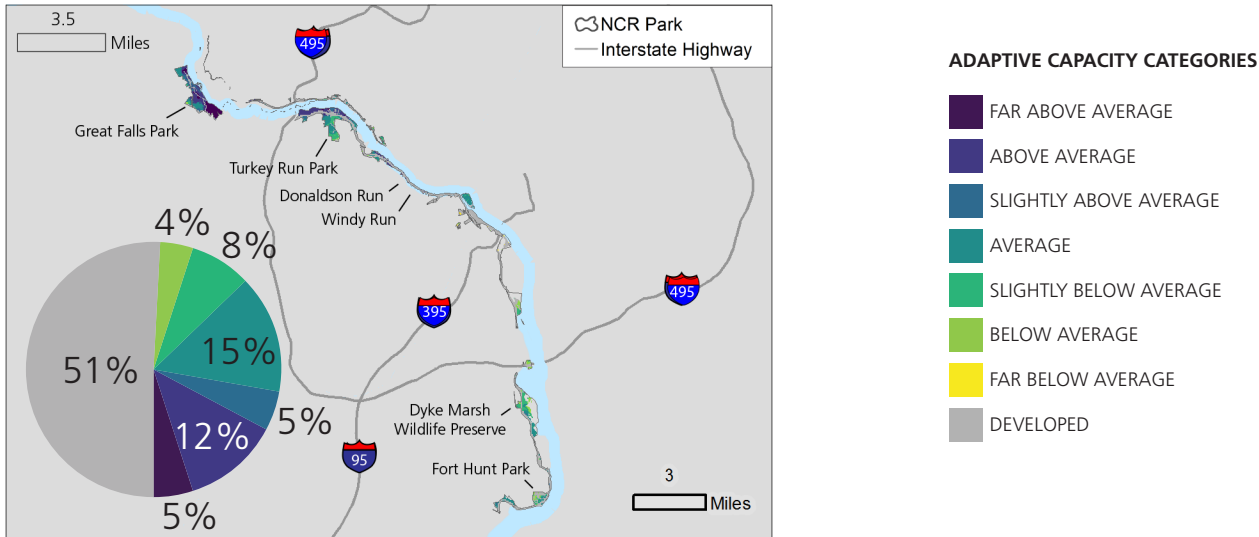 3.5
Miles
495
NCR Park
Interstate Highway
Great Falls Park
Turkey Run Park
Donaldson Run
Windy Run
4%
8%
51%
15%
5%
12%
5%
395
495
95
Dyke Marsh
Wildlife Preserve
Fort Hunt Park
3
Miles
ADAPTIVE CAPACITY CATEGORIES
FAR ABOVE AVERAGE
ABOVE AVERAGE
SLIGHTLY ABOVE AVERAGE
AVERAGE
SLIGHTLY BELOW AVERAGE
BELOW AVERAGE
FAR BELOW AVERAGE
DEVELOPED